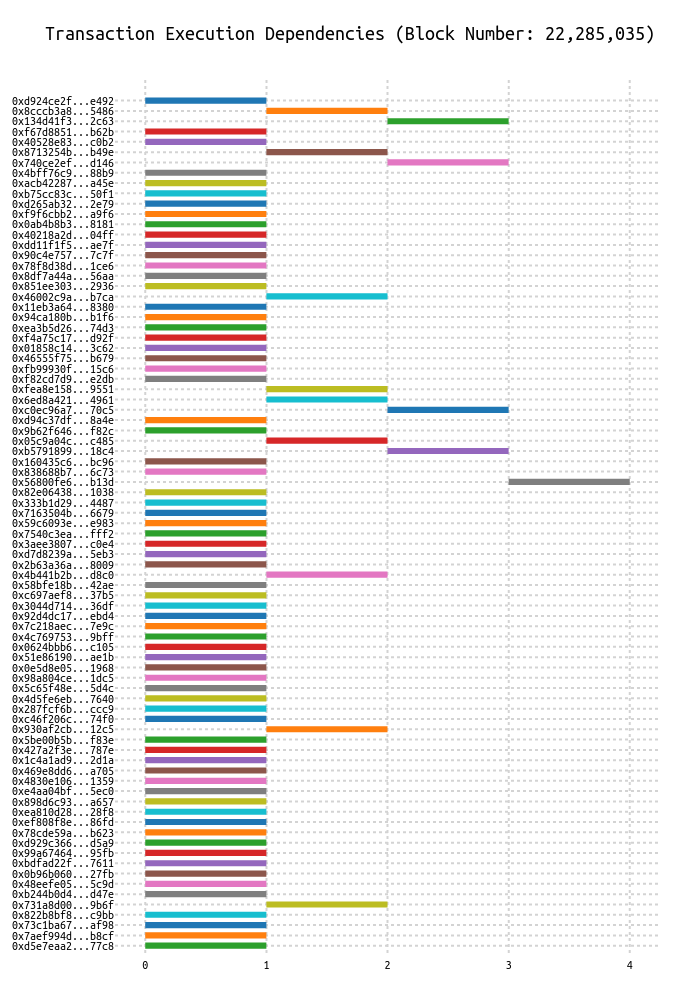 Transaction Execution Dependencies (Block Number: 22,285,035)
0xd924ce2f...e492
0x8cccb3a8...5486
0x134d41f3...2c63
0xf67d8851...b62b
0x40528e83...c0b2
0x8713254b...b49e
0x740ce2ef...d146
0x4bff76c9...88b9
0xacb42287...a45e
0xb75cc83c...50f1
0xd265ab32...2e79
0xf9f6cbb2...a9f6
0x0ab4b8b3...8181
0x40218a2d...04ff
0xdd11f1f5...ae7f
0x90c4e757...7c7f
0x78f8d38d...1ce6
0x8df7a44a...56aa
0x851ee303...2936
0x46002c9a...b7ca
0x11eb3a64...8380
0x94ca180b...b1f6
0xea3b5d26...74d3
0xf4a75c17...d92f
0x01858c14...3c62
0x46555f75...b679
0xfb99930f...15c6
0xf82cd7d9...e2db
0xfea8e158...9551
0x6ed8a421...4961
0xc0ec96a7...70c5
0xd94c37df...8a4e
0x9b62f646...f82c
0x05c9a04c...c485
0xb5791899...18c4
0x160435c6...bc96
0x838688b7...6c73
0x56800fe6...b13d
0x82e06438...1038
0x333b1d29...4487
0x7163504b...6679
0x59c6093e...e983
0x7540c3ea...fff2
0x3aee3807...c0e4
0xd7d8239a...5eb3
0x2b63a36a...8009
0x4b441b2b...d8c0
0x58bfe18b...42ae
0xc697aef8...37b5
0x3044d714...36df
0x92d4dc17...ebd4
0x7c218aec...7e9c
0x4c769753...9bff
0x0624bbb6...c105
0x51e86190...ae1b
0x0e5d8e05...1968
0x98a804ce...1dc5
0x5c65f48e...5d4c
0x4d5fe6eb...7640
0x287fcf6b...ccc9
0xc46f206c...74f0
0x930af2cb...12c5
0x5be00b5b...f83e
0x427a2f3e...787e
0x1c4a1ad9...2d1a
0x469e8dd6...a705
0x4830e106...1359
0xe4aa04bf...5ec0
0x898d6c93...a657
0xea810d28...28f8
0xef808f8e...86fd
0x78cde59a...b623
0xd929c366...d5a9
0x99a67464...95fb
0xbdfad22f...7611
0x0b96b060...27fb
0x48eefe05...5c9d
0xb244b0d4...d47e
0x731a8d00...9b6f
0x822b8bf8...c9bb
0x73c1ba67...af98
0x7aef994d...b8cf
0xd5e7eaa2...77c8
0 1 2 3 4